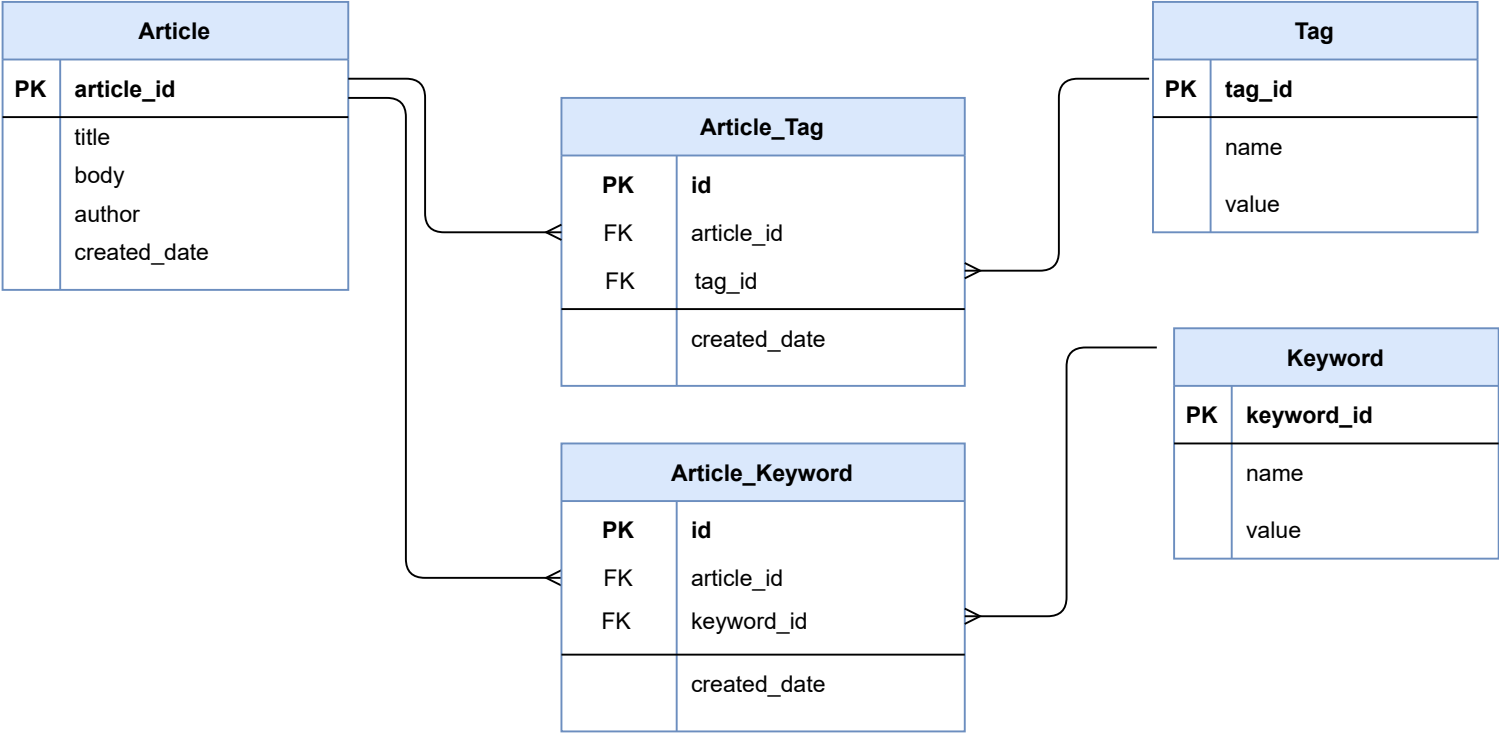 Article
PK article_id
title
body
author
created_date
Article_Tag
PK id
FK article_id
FK tag_id
created_date
Tag
PK tag_id
name
value
Article_Keyword
PK id
FK article_id
FK keyword_id
created_date
Keyword
PK keyword_id
name
value